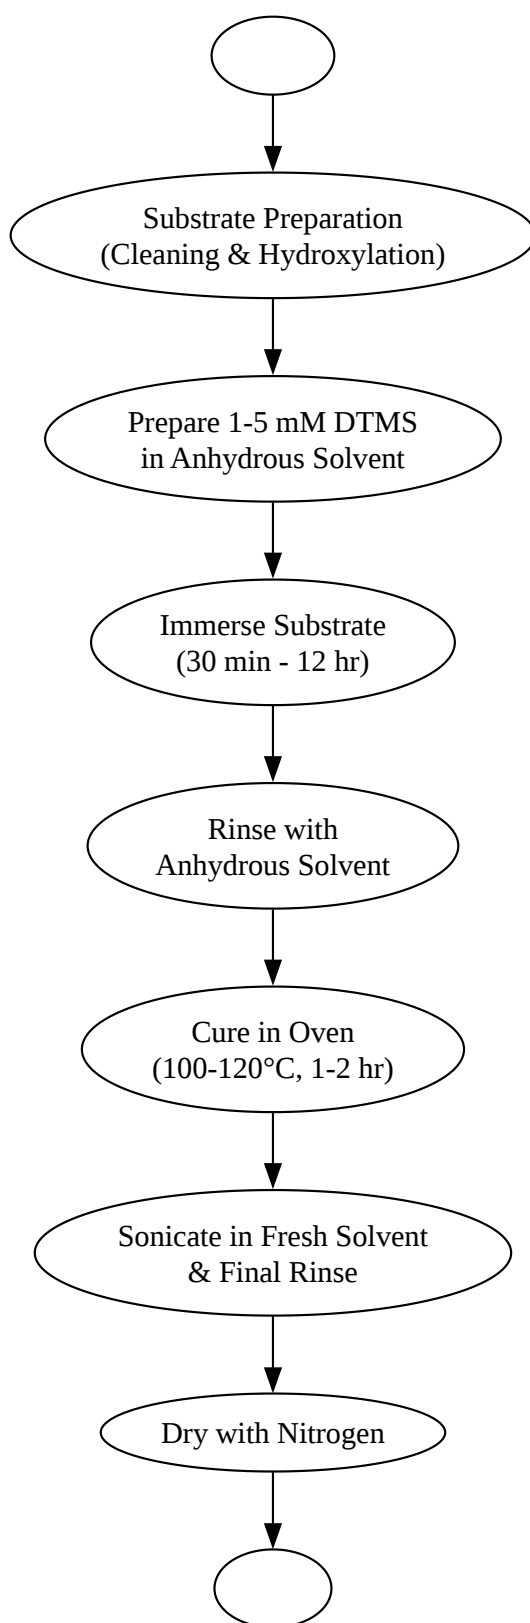 Substrate Preparation
(Cleaning & Hydroxylation)
Prepare 1-5 mM DTMS
in Anhydrous Solvent
Immerse Substrate
(30 min - 12 hr)
Rinse with
Anhydrous Solvent
Cure in Oven
(100-120°C, 1-2 hr)
Sonicate in Fresh Solvent
& Final Rinse
Dry with Nitrogen